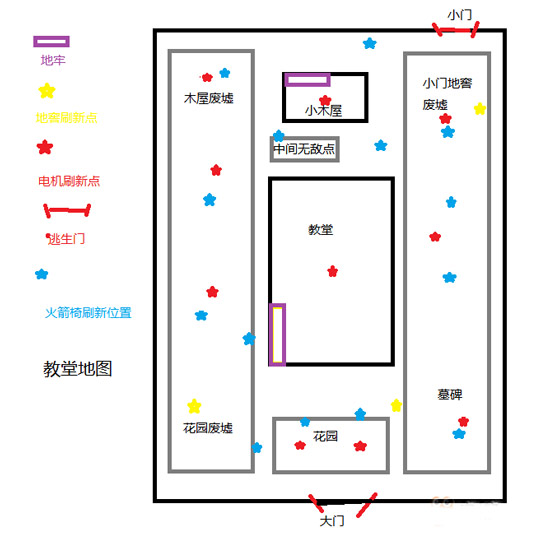 小门
地牢
地窖刷新点
电机刷新点
逃生门
火箭椅刷新位置
教堂地图
木屋废墟
小木屋
小门地窖
废墟
中间无敌点
教堂
墓碑
花园废墟
花园
大门